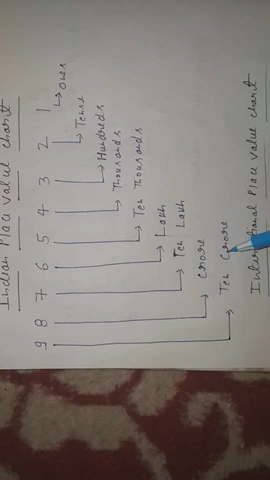 Indian Place value chart
9 8 7 6 5 4 3 2 1
Ones
Tense
Hundreds
Thousands
Ten Thousands
Lakh
Ten Lakh
Crore
Ten Crore
International Place value chart